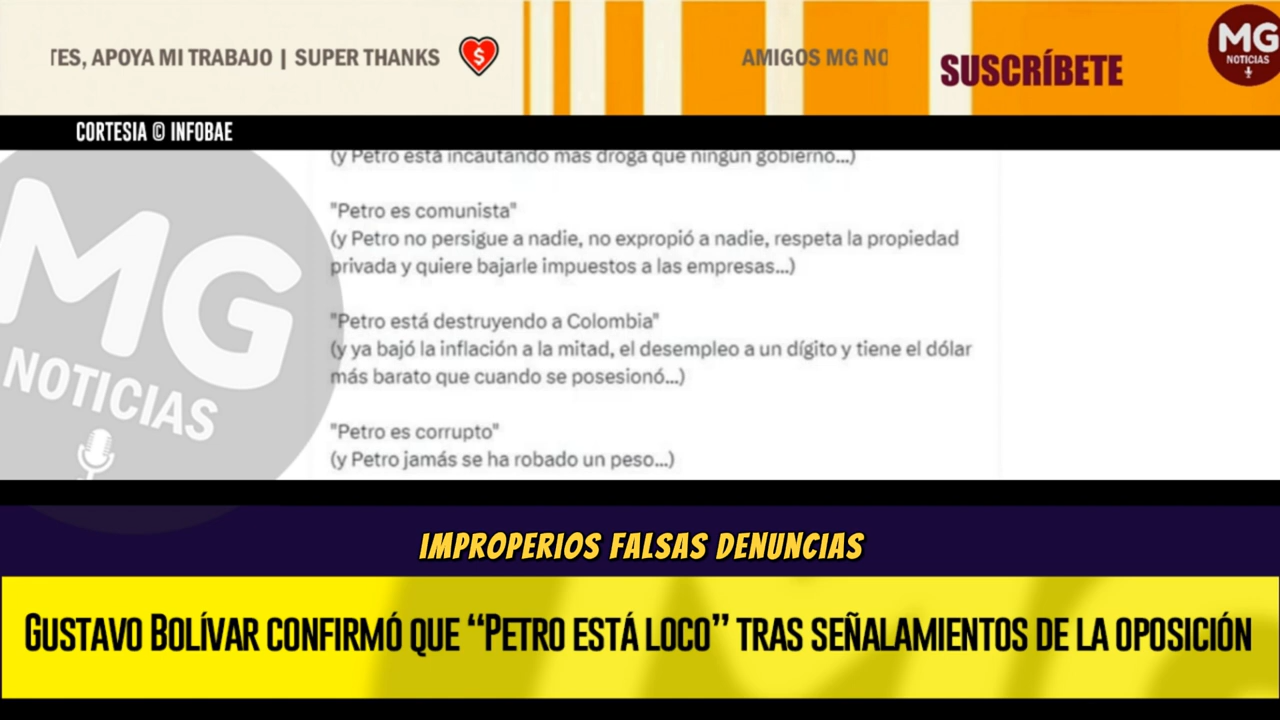 TES, APOYA MI TRABAJO | SUPER THANKS
$
AMIGOS MG NO
SUSCRÍBETE
MG
NOTICIAS
CORTESIA © INFOBAE
(y Petro está incautando más droga que ningún gobierno...)
"Petro es comunista"
(y Petro no persigue a nadie, no expropió a nadie, respeta la propiedad
privada y quiere bajarle impuestos a las empresas...)
"Petro está destruyendo a Colombia"
(y ya bajó la inflación a la mitad, el desempleo a un dígito y tiene el dólar
más barato que cuando se posesionó...)
"Petro es corrupto"
(y Petro jamás se ha robado un peso...)
MG
NOTICIAS
IMPROPERIOS FALSAS DENUNCIAS
GUSTAVO BOLÍVAR CONFIRMÓ QUE “PETRO ESTÁ LOCO” TRAS SEÑALAMIENTOS DE LA OPOSICIÓN